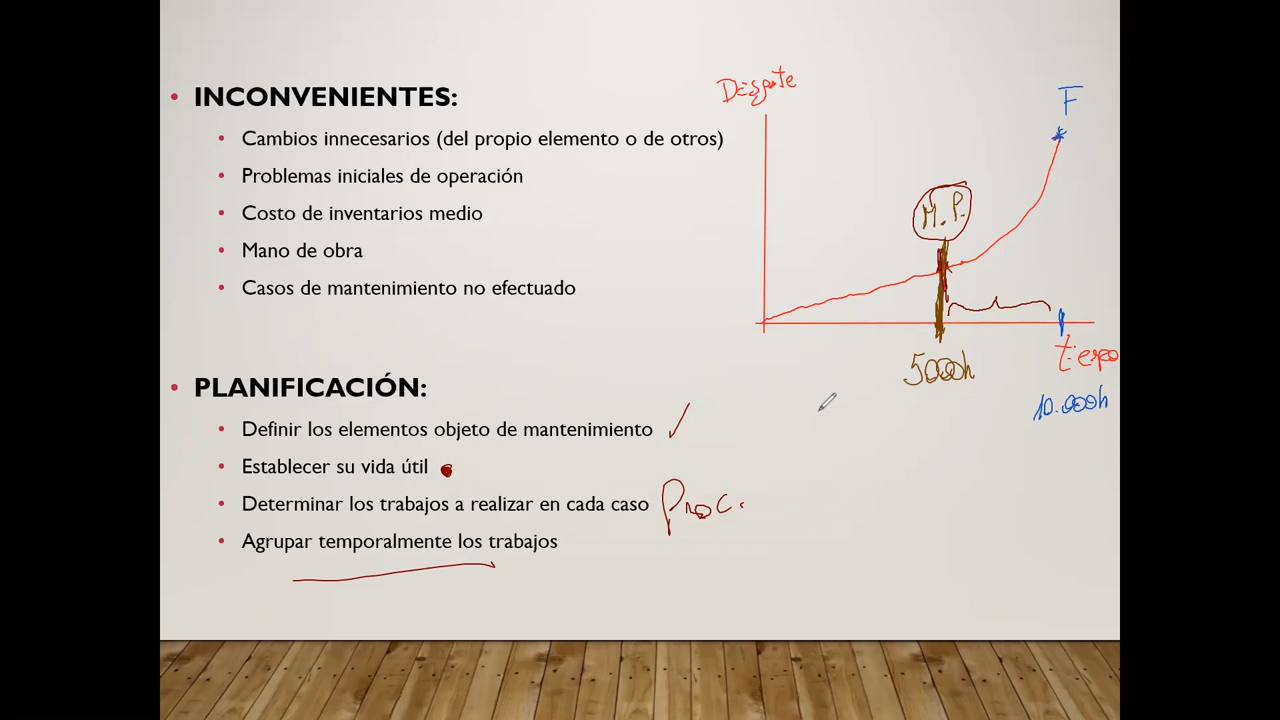 INCONVENIENTES:
Cambios innecesarios (del propio elemento o de otros)
Problemas iniciales de operación
Costo de inventarios medio
Mano de obra
Casos de mantenimiento no efectuado
PLANIFICACIÓN:
Definir los elementos objeto de mantenimiento
Establecer su vida útil
Determinar los trabajos a realizar en cada caso
Proc.
Agrupar temporalmente los trabajos
Desgaste
F
M.P.
5000h
10.000h